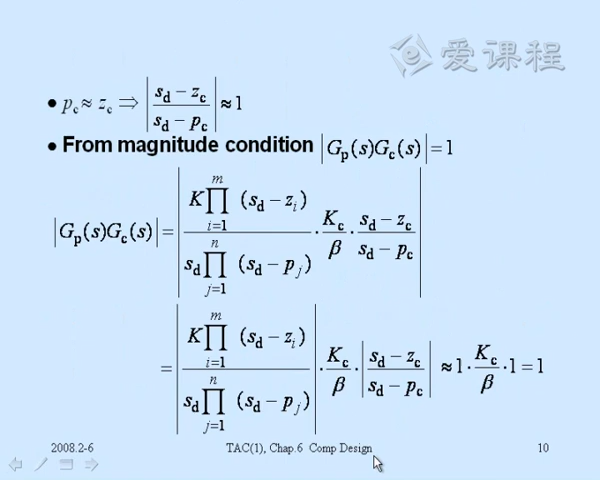 爱课程
• p_c ≈ z_c ⇒ |(s_d − z_c)/(s_d − p_c)| ≈ 1
• From magnitude condition |G_p(s)G_c(s)| = 1
|G_p(s)G_c(s)| = |K∏_{i=1}^{m} (s_d − z_i) / s_d∏_{j=1}^{n} (s_d − p_j) · K_c/β · (s_d − z_c)/(s_d − p_c)|
= |K∏_{i=1}^{m} (s_d − z_i) / s_d∏_{j=1}^{n} (s_d − p_j)| · K_c/β · |(s_d − z_c)/(s_d − p_c)| ≈ 1 · K_c/β · 1 = 1
2008.2-6 TAC(1), Chap.6 Comp Design 10